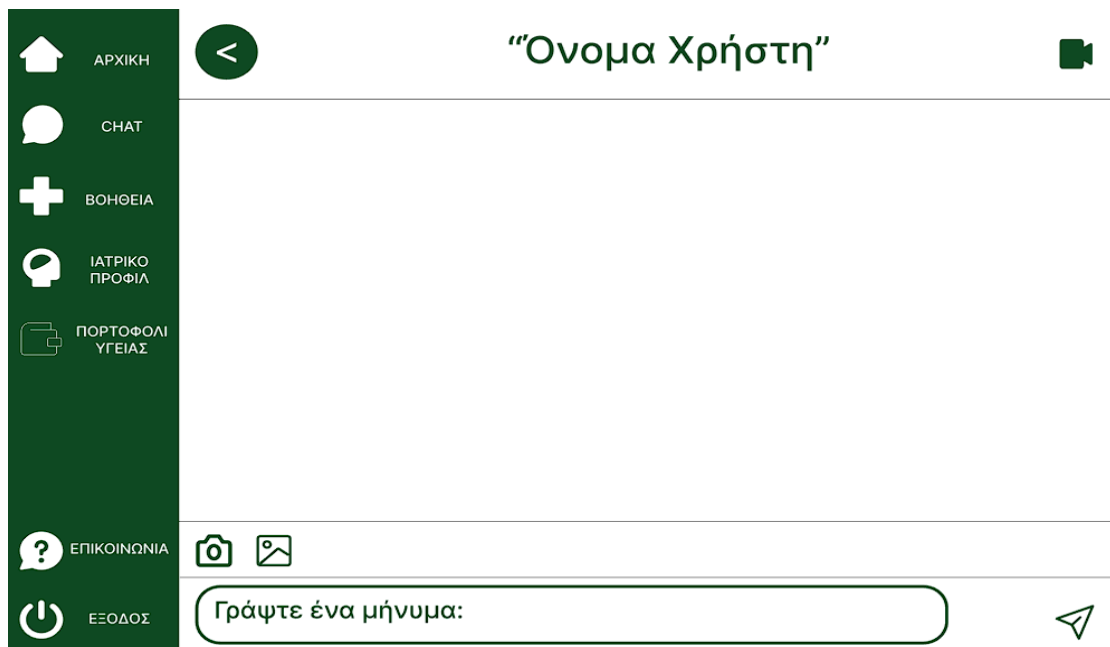 ΑΡΧΙΚΗ
CHAT
ΒΟΗΘΕΙΑ
ΙΑΤΡΙΚΟ
ΠΡΟΦΙΛ
ΠΟΡΤΟΦΟΛΙ
ΥΓΕΙΑΣ
ΕΠΙΚΟΙΝΩΝΙΑ
ΕΞΟΔΟΣ
<
“Όνομα Χρήστη”
Γράψτε ένα μήνυμα: